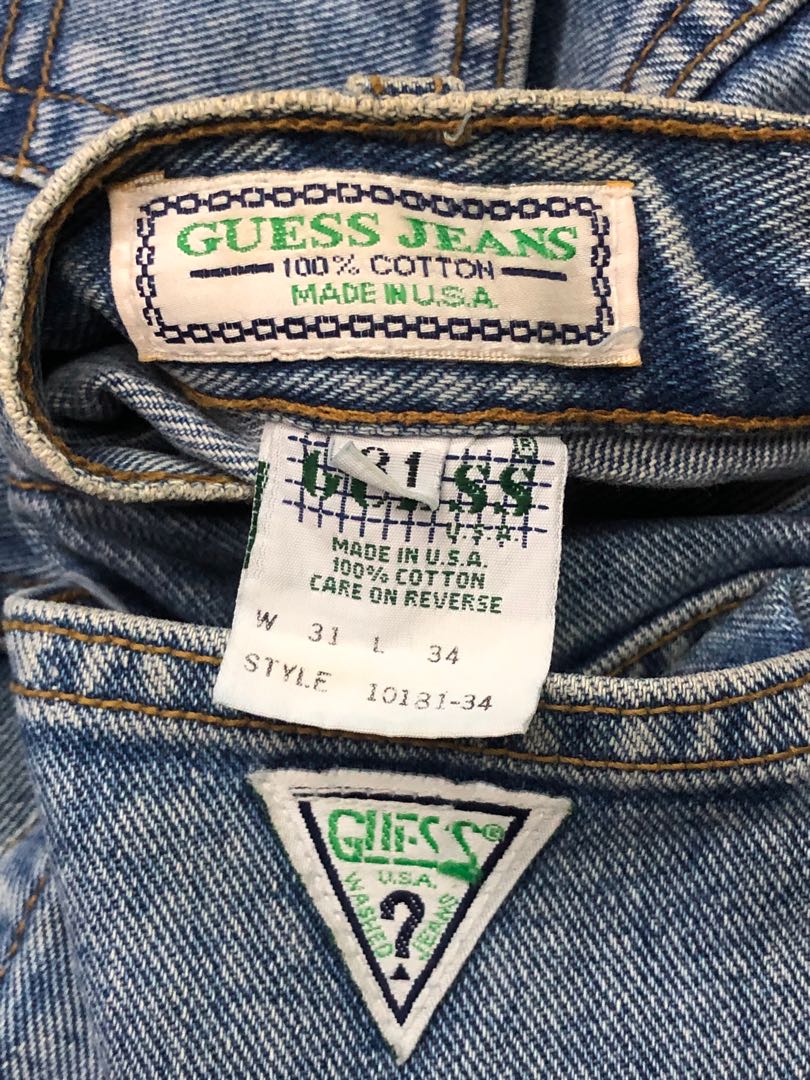 GUESS JEANS
100% COTTON
MADE IN U.S.A.
31
GUESS®
U.S.A.
MADE IN U.S.A.
100% COTTON
CARE ON REVERSE
W 31 L 34
STYLE 10181-34
GUESS®
U.S.A.
WASHED JEANS
?